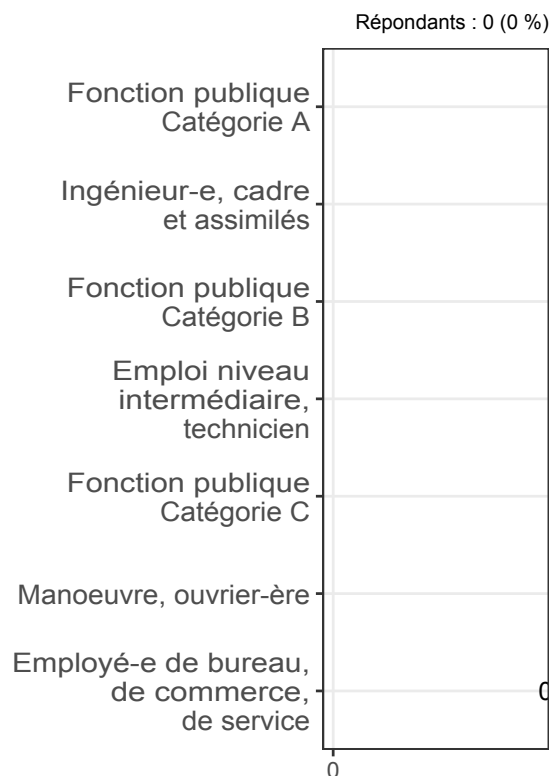 Répondants : 0 (0 %)
Fonction publique
Catégorie A
Ingénieur-e, cadre
et assimilés
Fonction publique
Catégorie B
Emploi niveau
intermédiaire,
technicien
Fonction publique
Catégorie C
Manoeuvre, ouvrier-ère
Employé-e de bureau,
de commerce,
de service
0
0